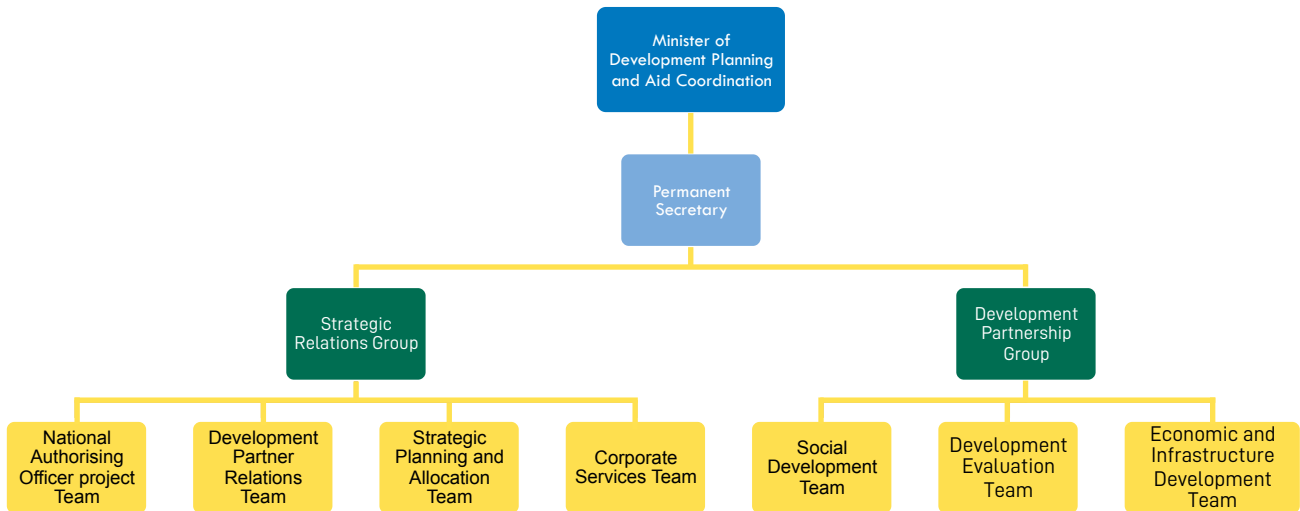 Minister of
Development Planning
and Aid Coordination
Permanent
Secretary
Strategic
Relations Group
Development
Partnership
Group
National
Authorising
Officer project
Team
Development
Partner
Relations
Team
Strategic
Planning and
Allocation
Team
Corporate
Services Team
Social
Development
Team
Development
Evaluation
Team
Economic and
Infrastructure
Development
Team